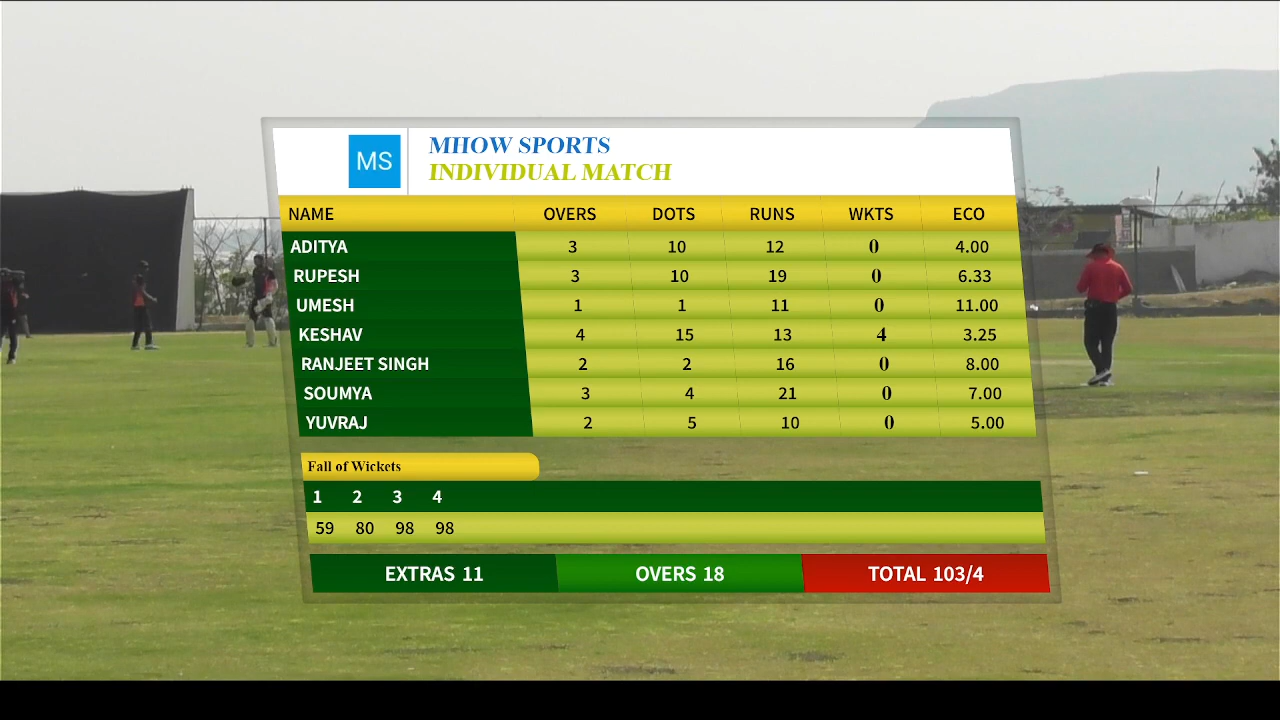 MS
MHOW SPORTS
INDIVIDUAL MATCH
NAME OVERS DOTS RUNS WKTS ECO
ADITYA 3 10 12 0 4.00
RUPESH 3 10 19 0 6.33
UMESH 1 1 11 0 11.00
KESHAV 4 15 13 4 3.25
RANJEET SINGH 2 2 16 0 8.00
SOUMYA 3 4 21 0 7.00
YUVRAJ 2 5 10 0 5.00
Fall of Wickets
1 2 3 4
59 80 98 98
EXTRAS 11 OVERS 18 TOTAL 103/4